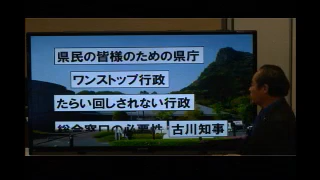 県民の皆様のための県庁
ワンストップ行政
たらい回しされない行政
総合窓口の必要性 古川知事